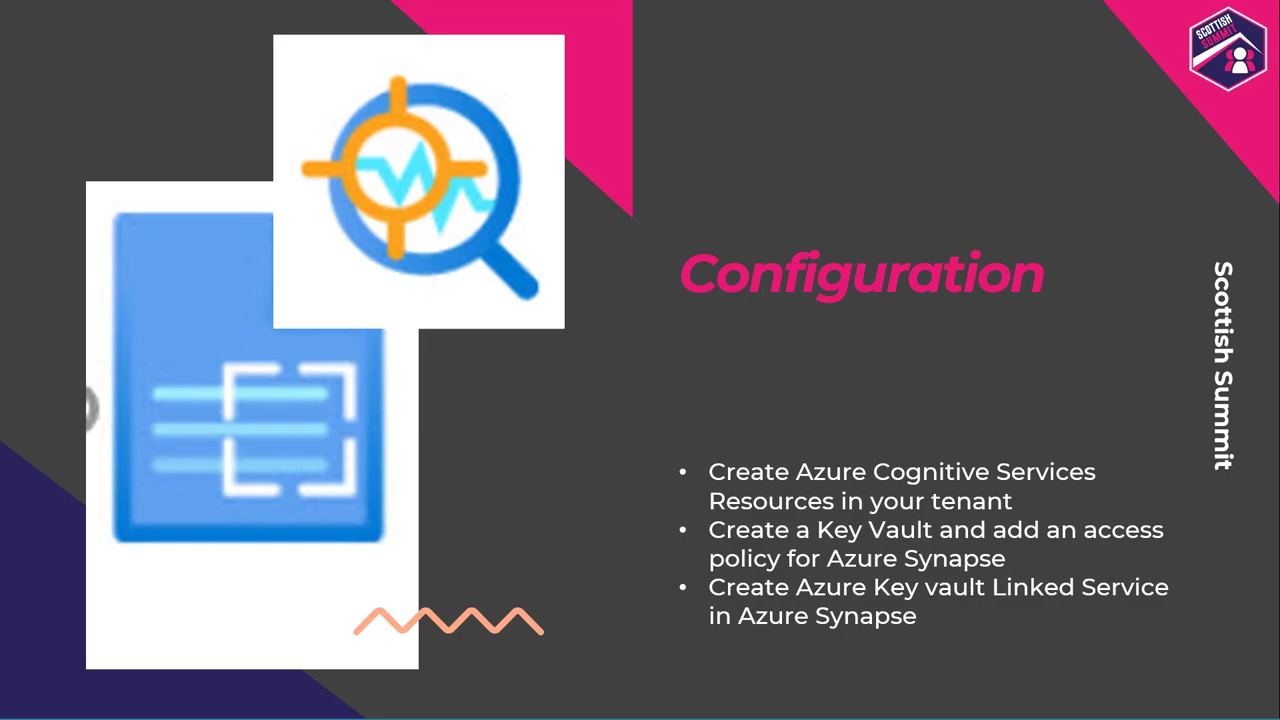 SCOTTISH
SUMMIT
Configuration
Scottish Summit
• Create Azure Cognitive Services
Resources in your tenant
• Create a Key Vault and add an access
policy for Azure Synapse
• Create Azure Key vault Linked Service
in Azure Synapse